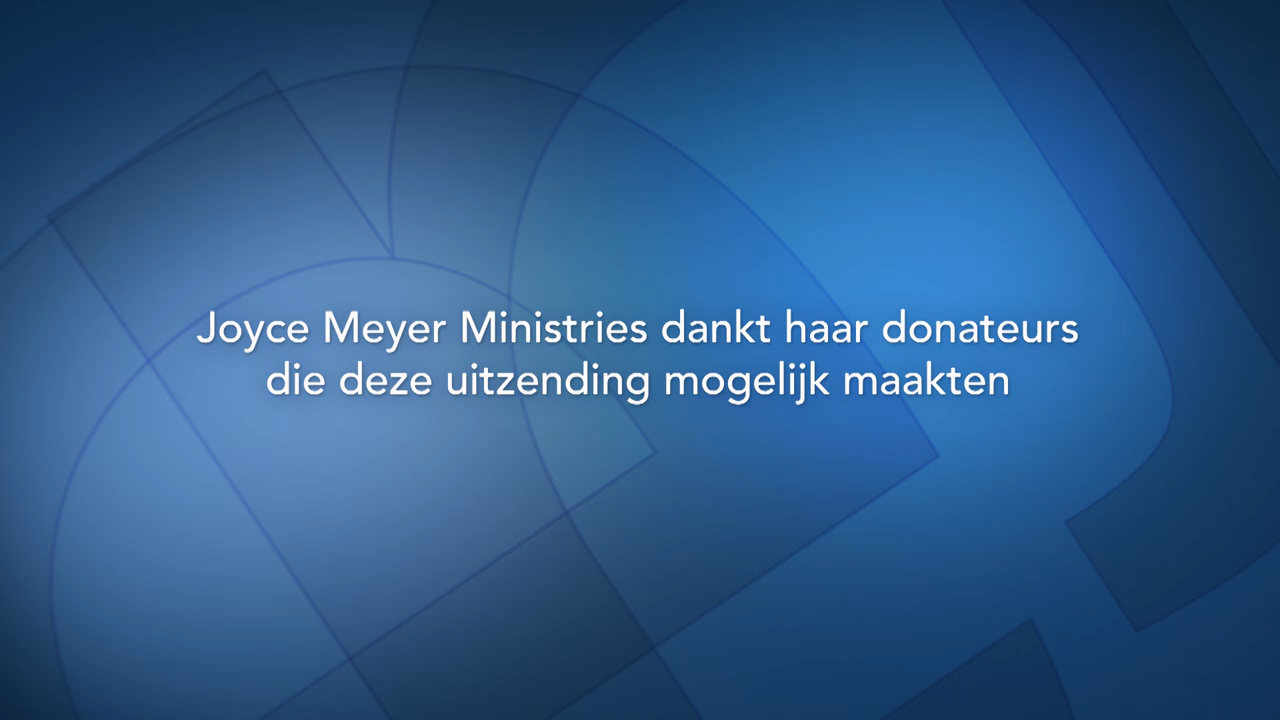 Joyce Meyer Ministries dankt haar donateurs
die deze uitzending mogelijk maakten